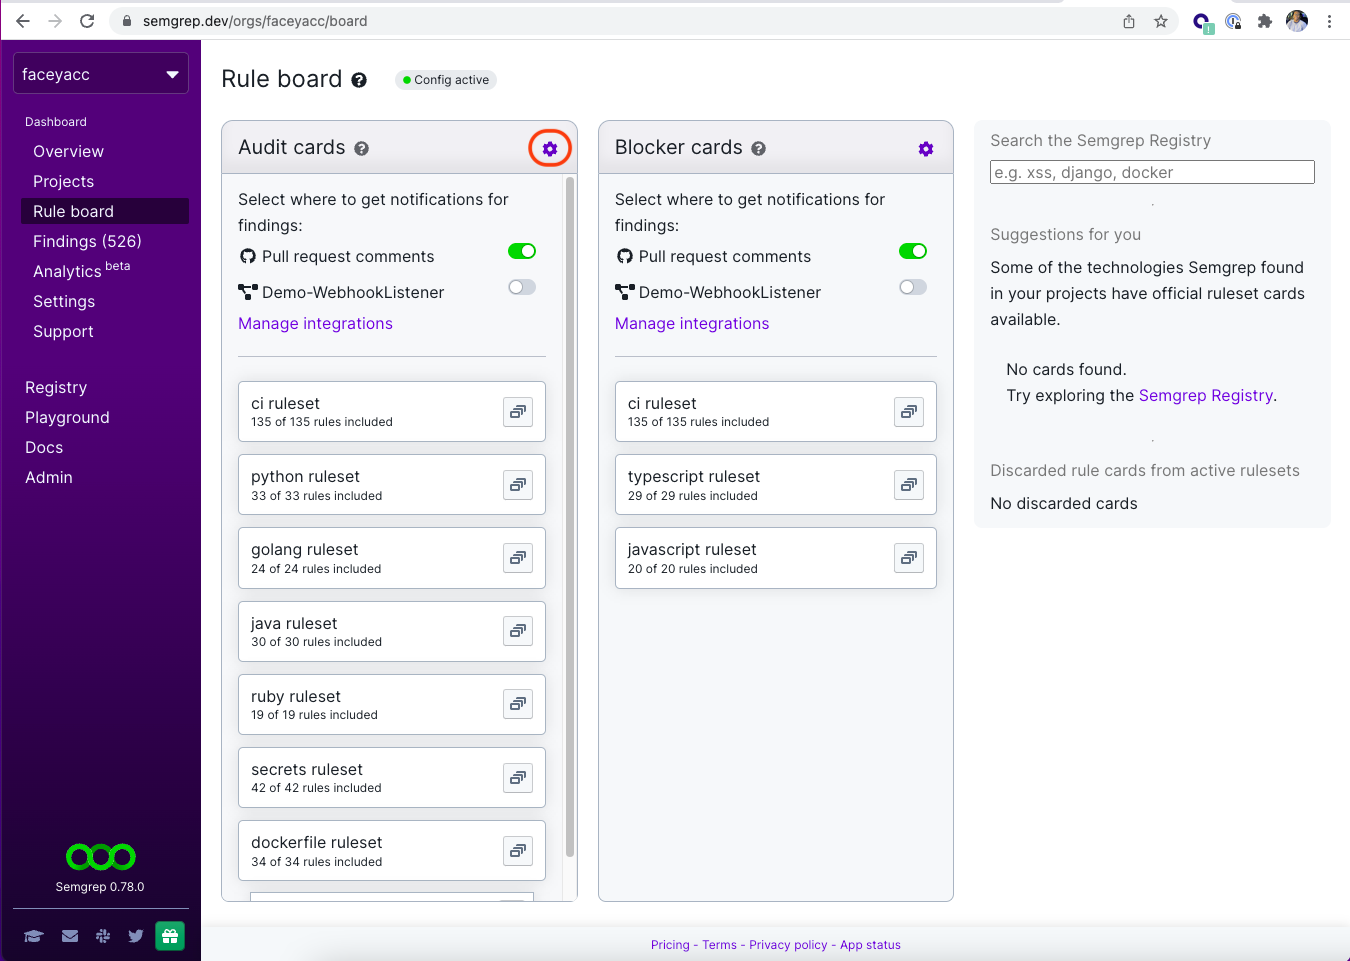 semgrep.dev/orgs/faceyacc/board
faceyacc
Dashboard
Overview
Projects
Rule board
Findings (526)
Analytics beta
Settings
Support
Registry
Playground
Docs
Admin
Semgrep 0.78.0
Rule board
Config active
Audit cards
Select where to get notifications for
findings:
Pull request comments
Demo-WebhookListener
Manage integrations
ci ruleset
135 of 135 rules included
python ruleset
33 of 33 rules included
golang ruleset
24 of 24 rules included
java ruleset
30 of 30 rules included
ruby ruleset
19 of 19 rules included
secrets ruleset
42 of 42 rules included
dockerfile ruleset
34 of 34 rules included
Blocker cards
Select where to get notifications for
findings:
Pull request comments
Demo-WebhookListener
Manage integrations
ci ruleset
135 of 135 rules included
typescript ruleset
29 of 29 rules included
javascript ruleset
20 of 20 rules included
Search the Semgrep Registry
e.g. xss, django, docker
Suggestions for you
Some of the technologies Semgrep found
in your projects have official ruleset cards
available.
No cards found.
Try exploring the Semgrep Registry.
Discarded rule cards from active rulesets
No discarded cards
Pricing - Terms - Privacy policy - App status